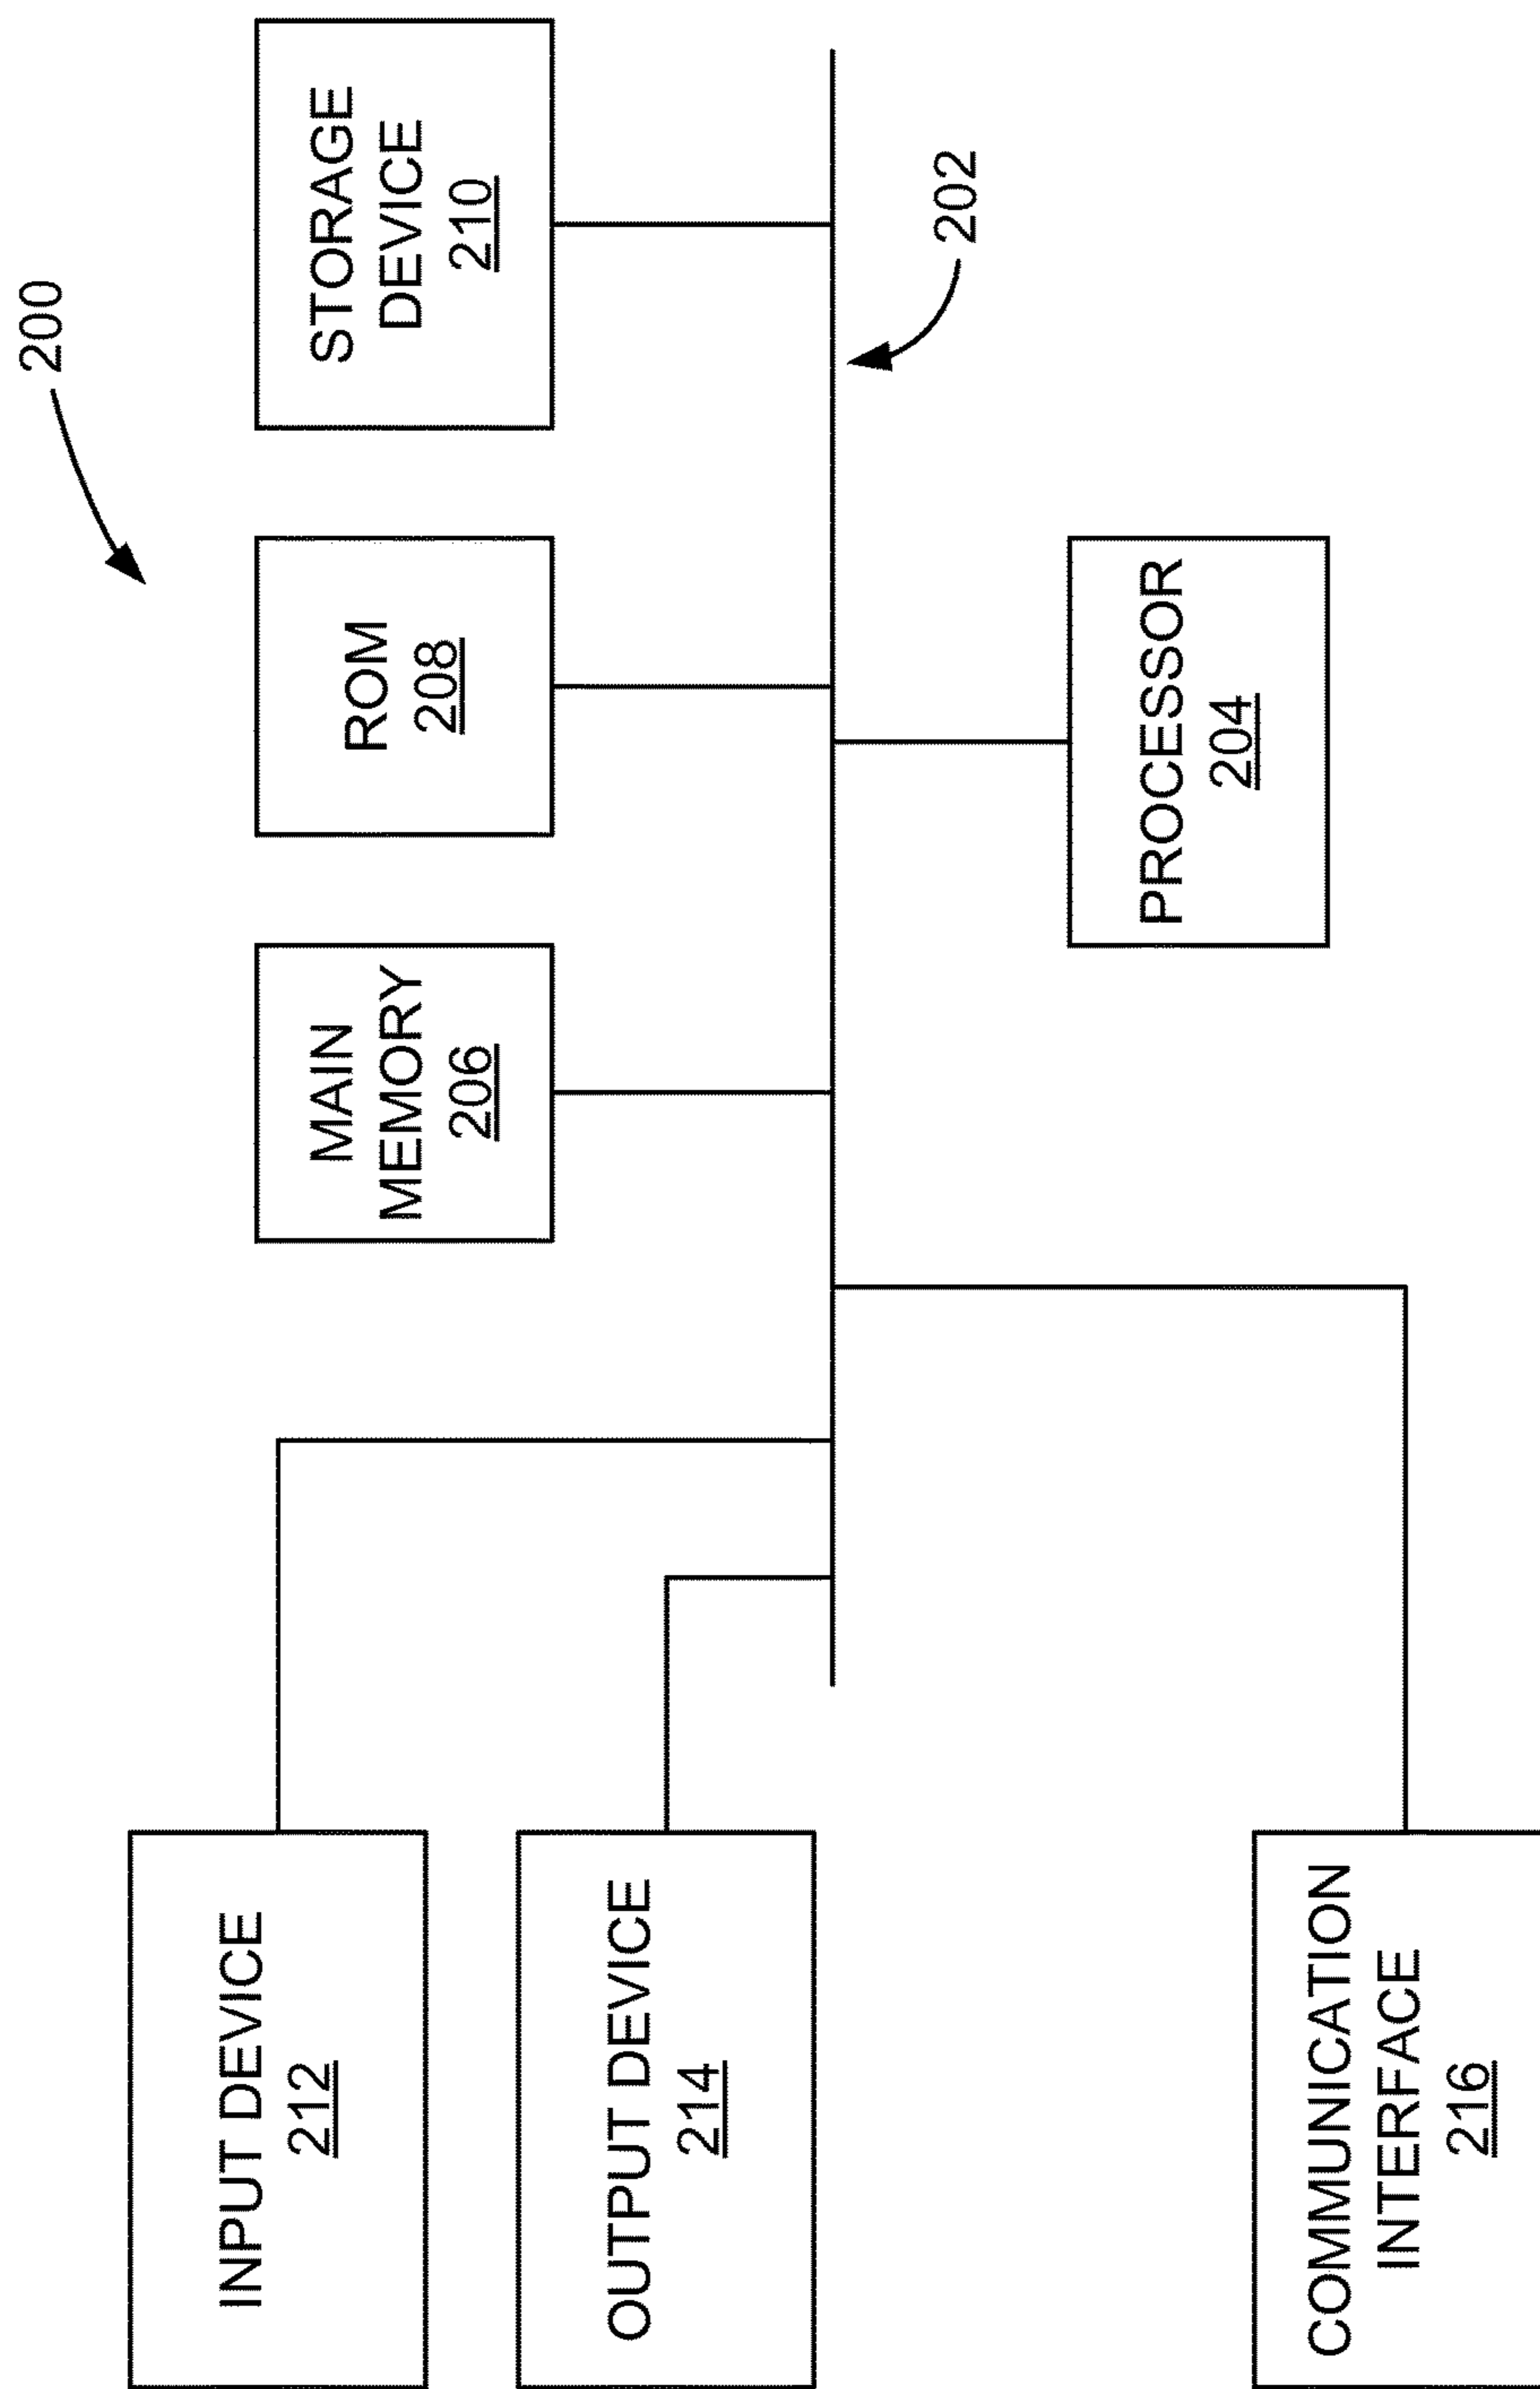 200
MAIN
MEMORY
206
ROM
208
STORAGE
DEVICE
210
INPUT DEVICE
212
OUTPUT DEVICE
214
202
PROCESSOR
204
COMMUNICATION
INTERFACE
216